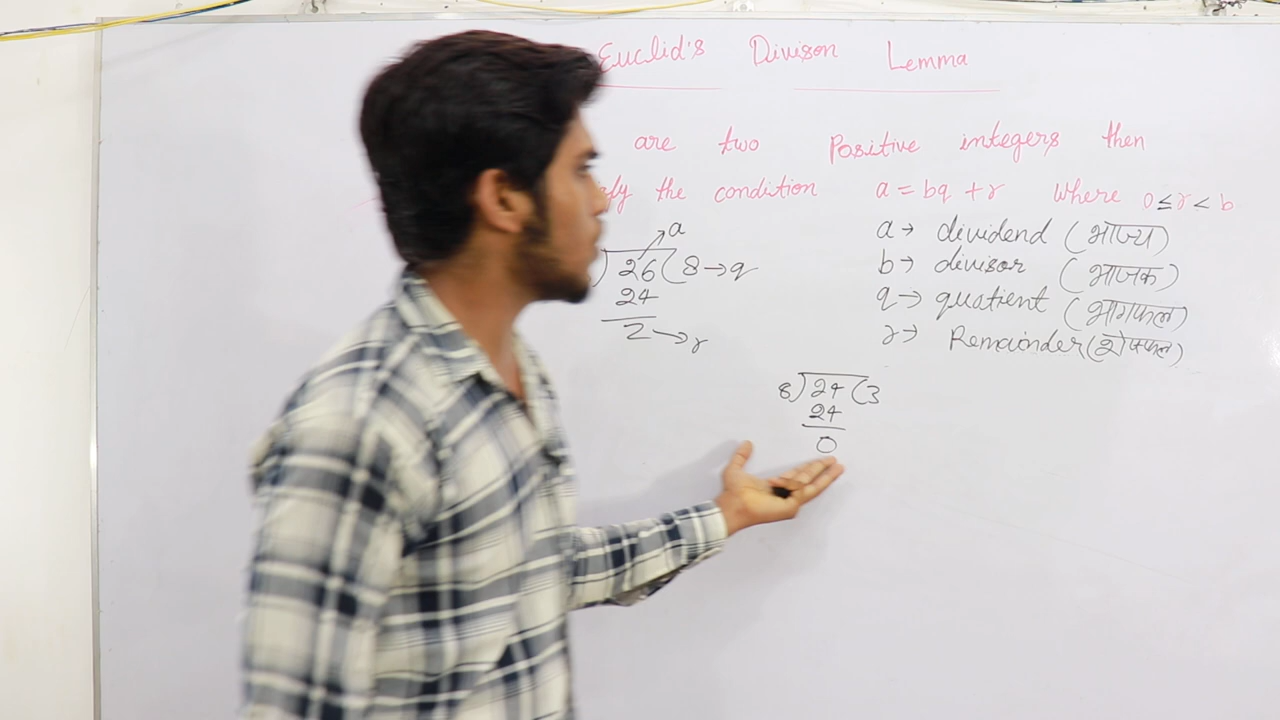 Euclid's Divison Lemma
are two Positive integers then
fy the condition a = bq + r where 0 ≤ r < b
a
) 26 ( 8 → q
24
2 → r
a → dividend (भाज्य)
b → divisor (भाजक)
q → quatient (भागफल)
r → Remainder (शेषफल)
8 ) 24 ( 3
24
0